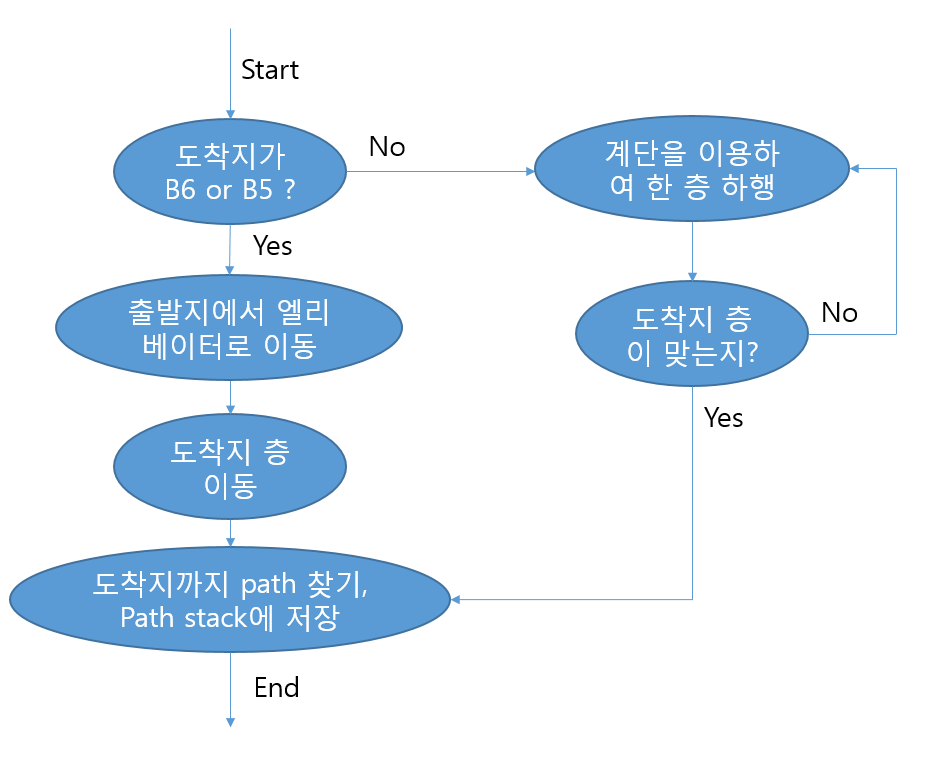 Start
도착지가
B6 or B5 ?
No
계단을 이용하
여 한 층 하행
Yes
출발지에서 엘리
베이터로 이동
도착지 층
이 맞는지?
No
Yes
도착지 층
이동
도착지까지 path 찾기,
Path stack에 저장
End